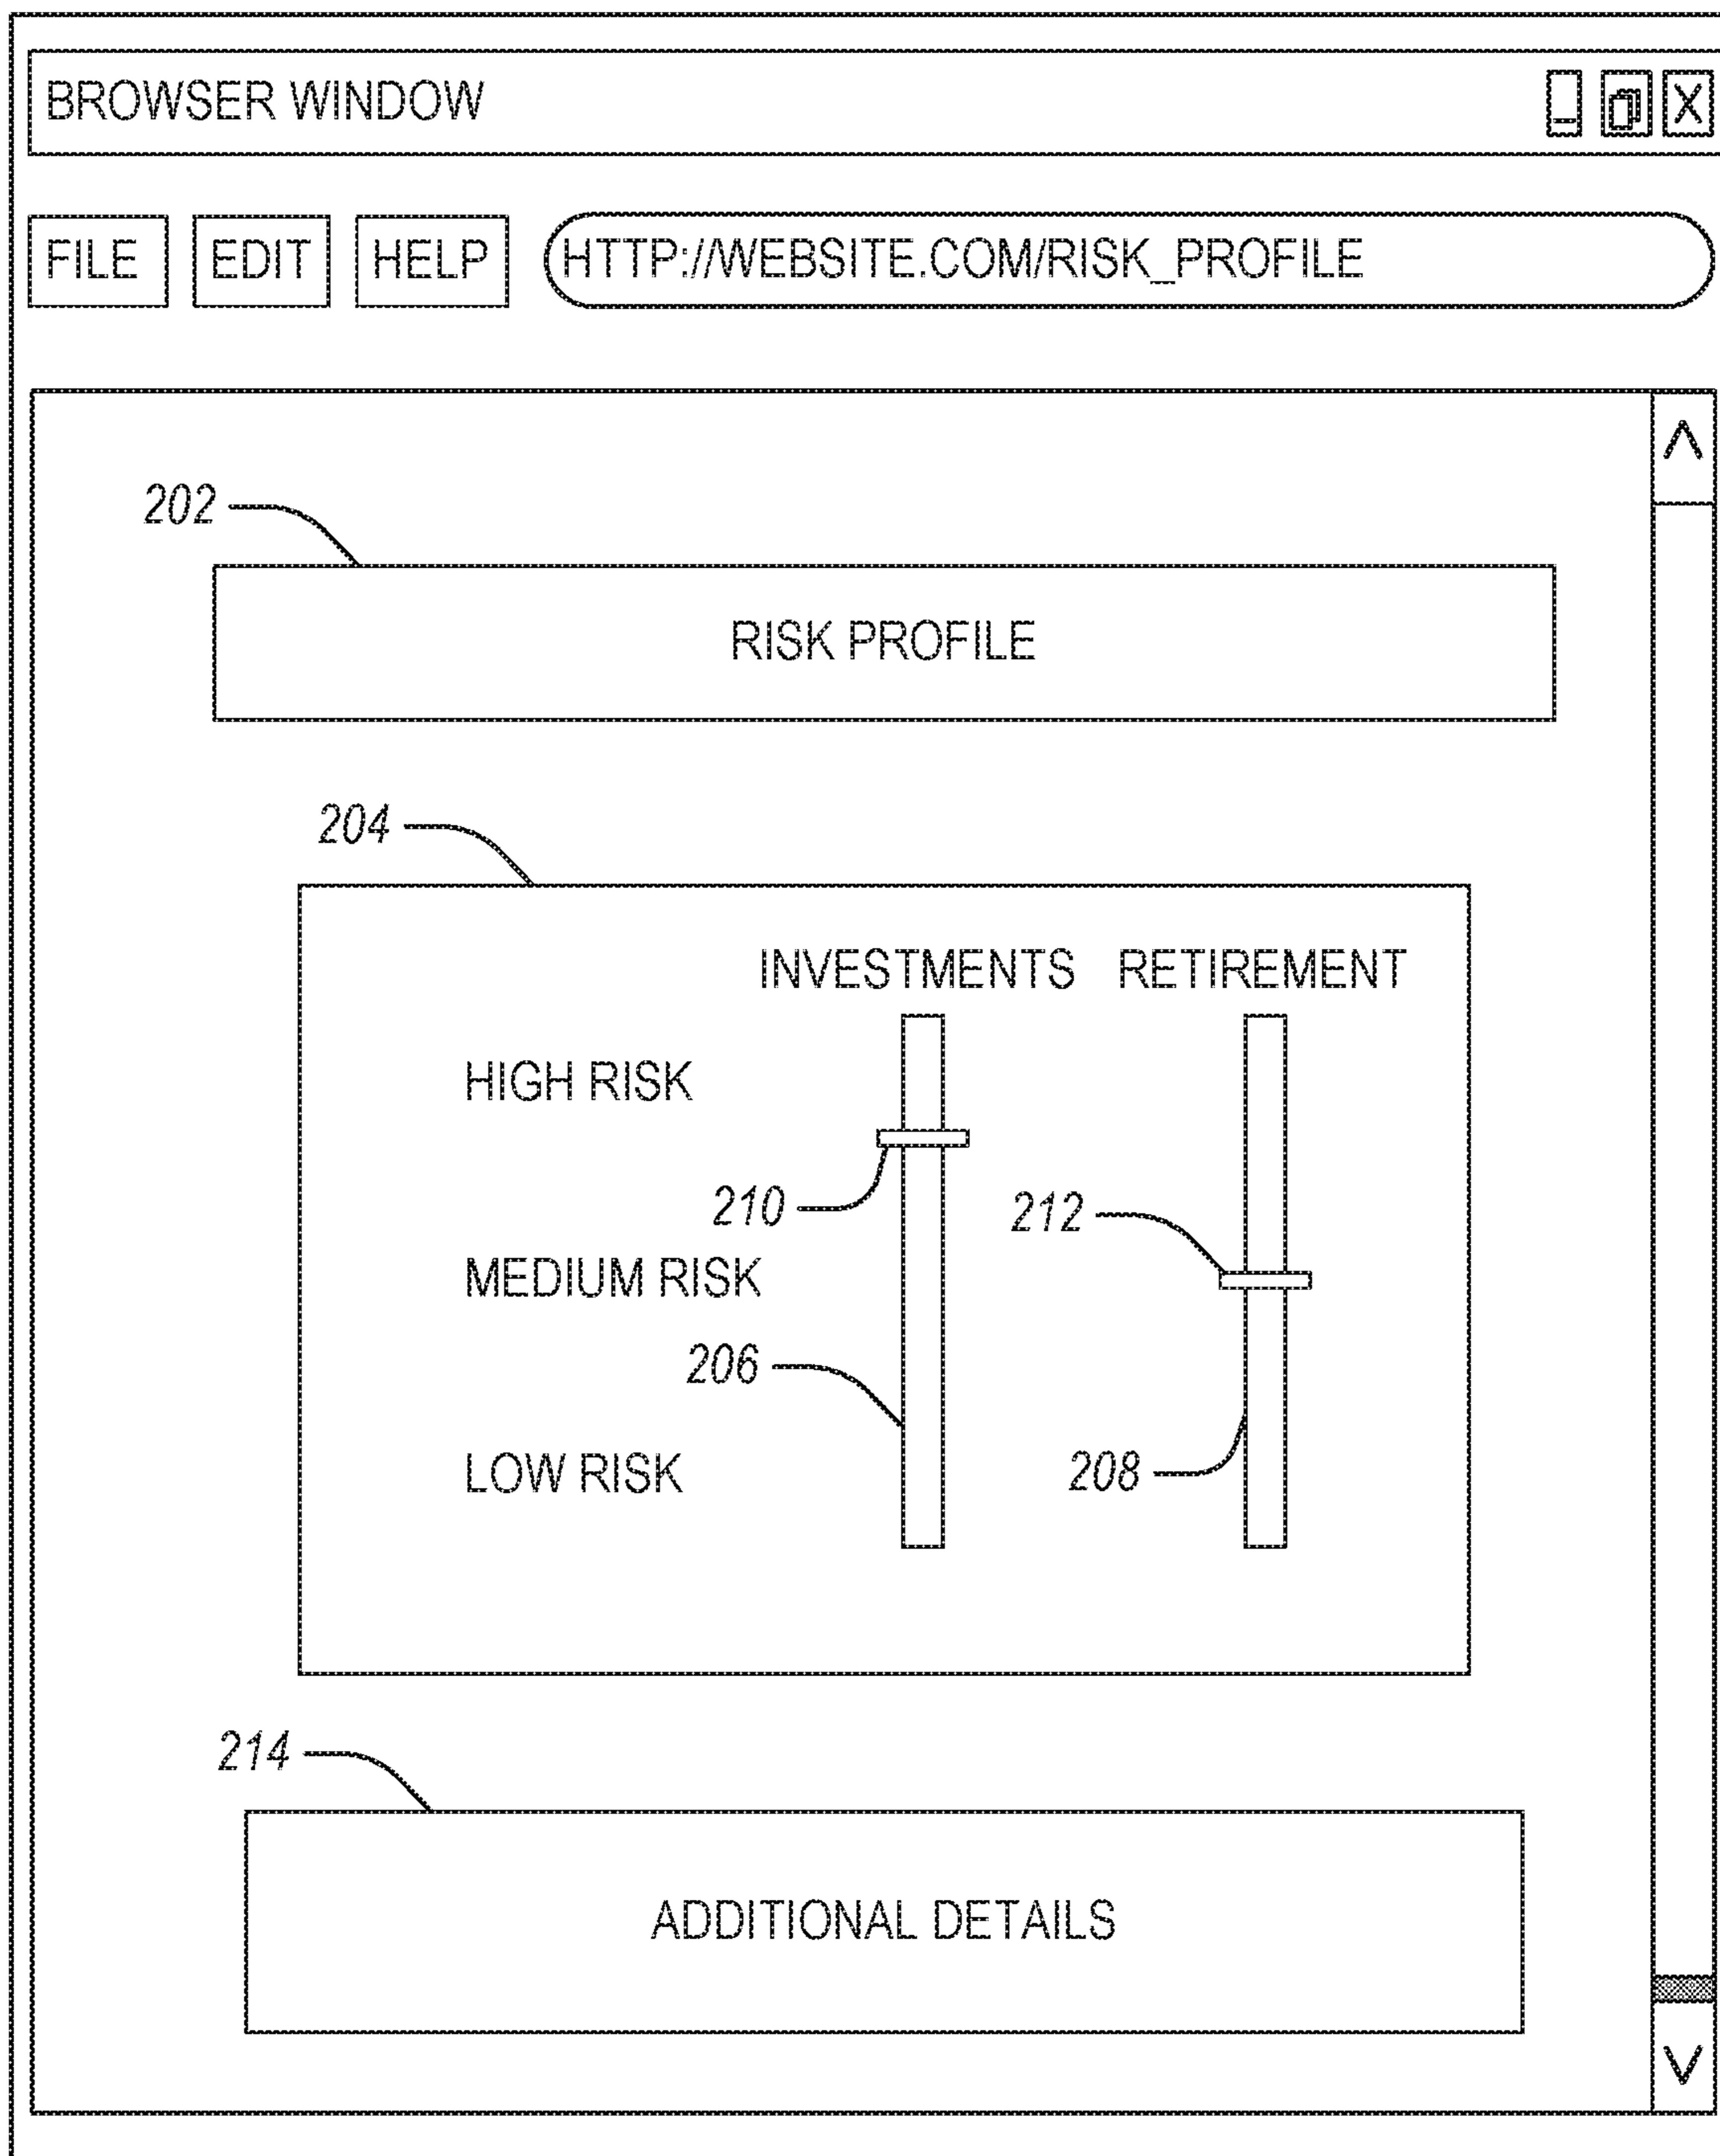 BROWSER WINDOW
FILE EDIT HELP HTTP://WEBSITE.COM/RISK_PROFILE
202
RISK PROFILE
204
INVESTMENTS RETIREMENT
HIGH RISK
210 212
MEDIUM RISK
206
LOW RISK 208
214
ADDITIONAL DETAILS